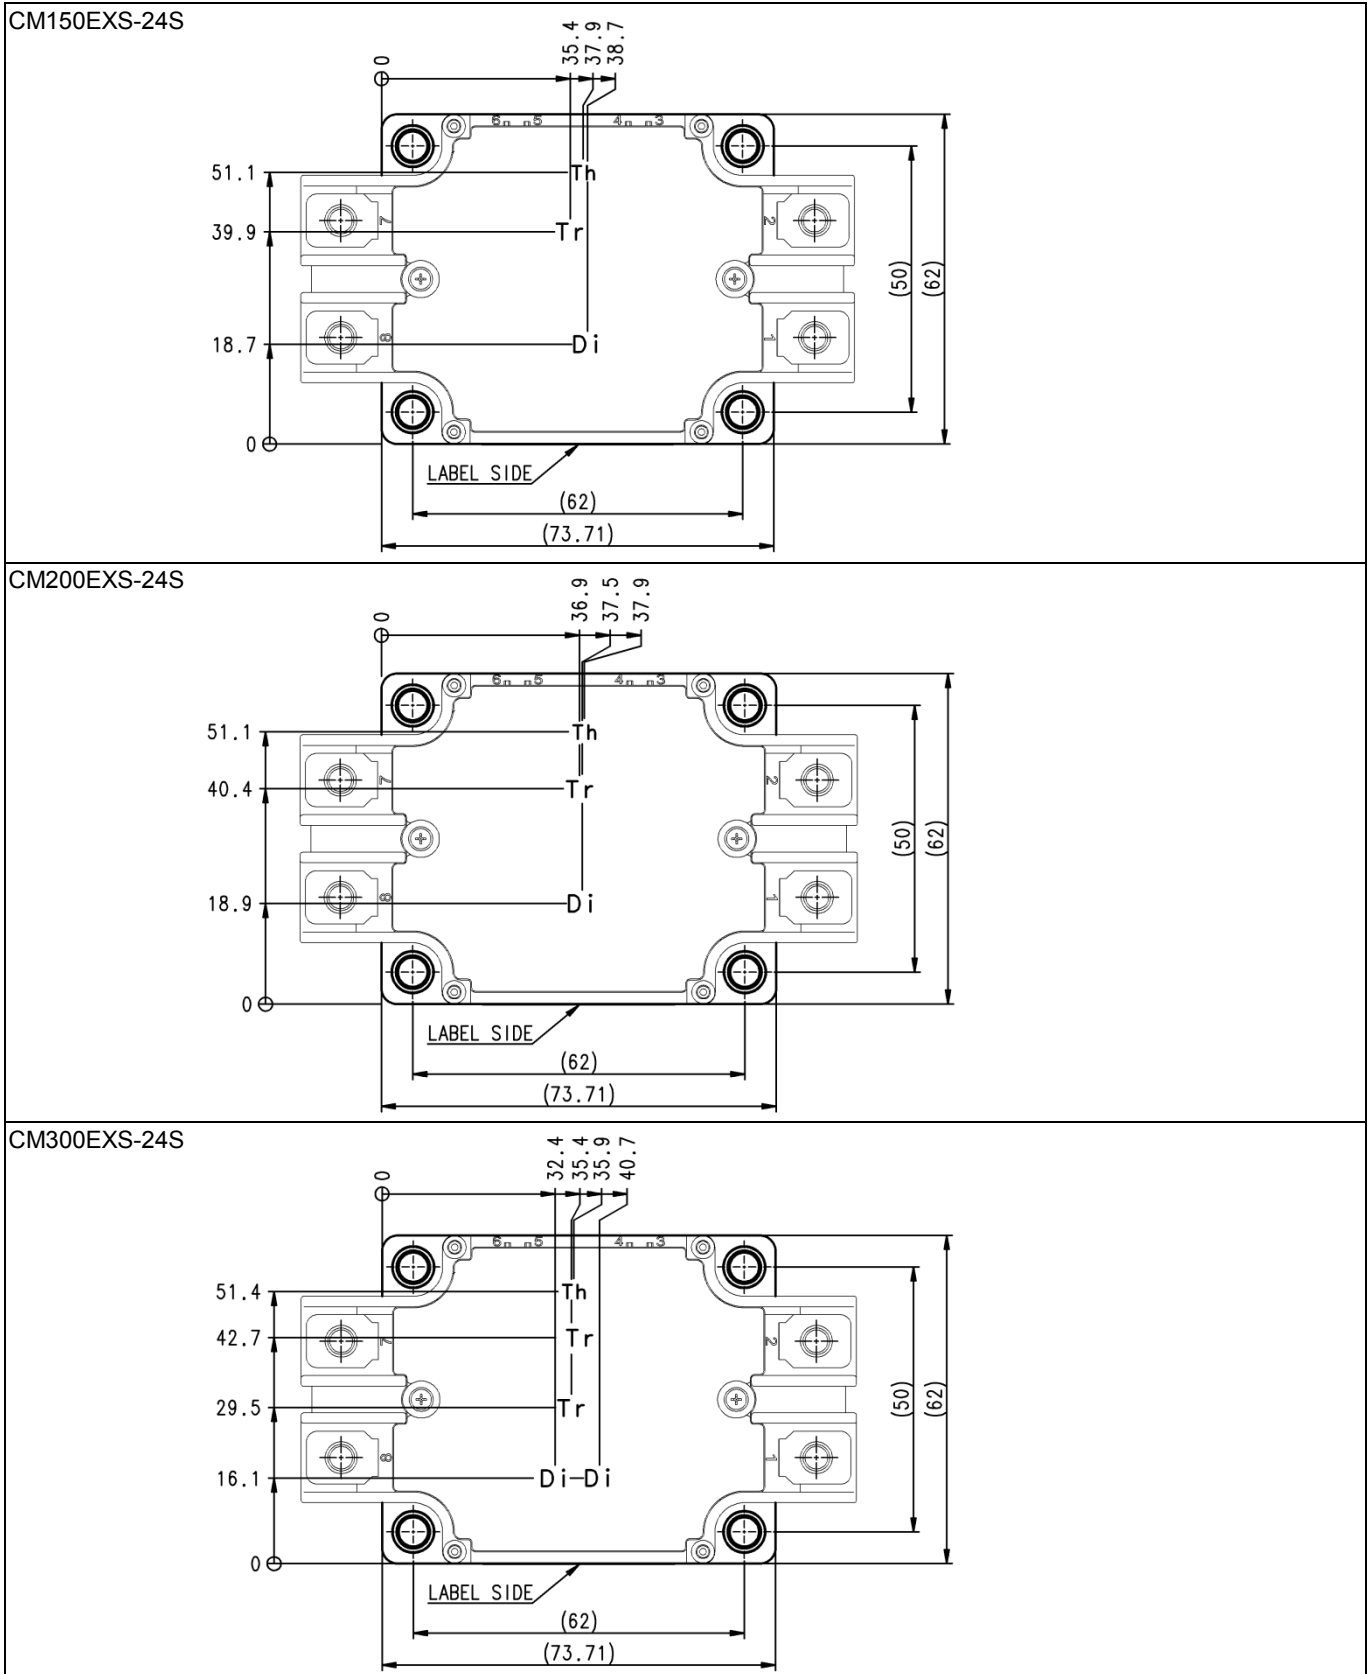 CM150EXS-24S
0
35.4
37.9
38.7
6 5 4 3
51.1 Th
7 2
39.9 Tr
(50)
(62)
18.7 Di
8 1
0
LABEL SIDE
(62)
(73.71)
CM200EXS-24S
0
36.9
37.5
37.9
6 5 4 3
51.1 Th
7 2
40.4 Tr
(50)
(62)
18.9 Di
8 1
0
LABEL SIDE
(62)
(73.71)
CM300EXS-24S
0
32.4
35.4
35.9
40.7
6 5 4 3
51.4 Th
42.7 Tr
7 2
29.5 Tr
(50)
(62)
8 1
16.1 Di-Di
0
LABEL SIDE
(62)
(73.71)